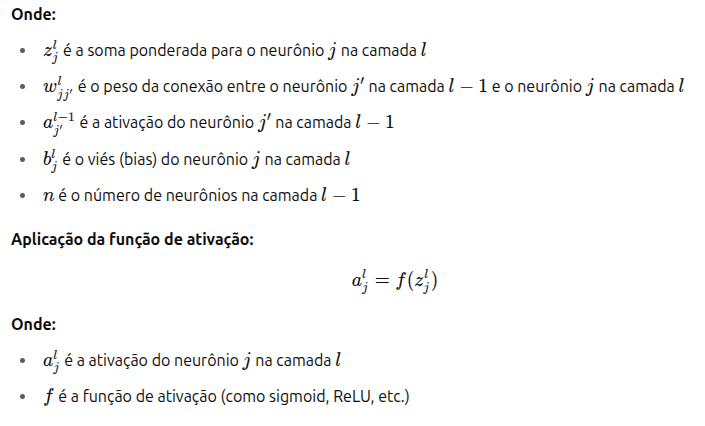 Onde:
• $z_j^l$ é a soma ponderada para o neurônio $j$ na camada $l$
• $w_{jj'}^l$ é o peso da conexão entre o neurônio $j'$ na camada $l-1$ e o neurônio $j$ na camada $l$
• $a_{j'}^{l-1}$ é a ativação do neurônio $j'$ na camada $l-1$
• $b_j^l$ é o viés (bias) do neurônio $j$ na camada $l$
• $n$ é o número de neurônios na camada $l-1$
Aplicação da função de ativação:
$a_j^l = f(z_j^l)$
Onde:
• $a_j^l$ é a ativação do neurônio $j$ na camada $l$
• $f$ é a função de ativação (como sigmoid, ReLU, etc.)